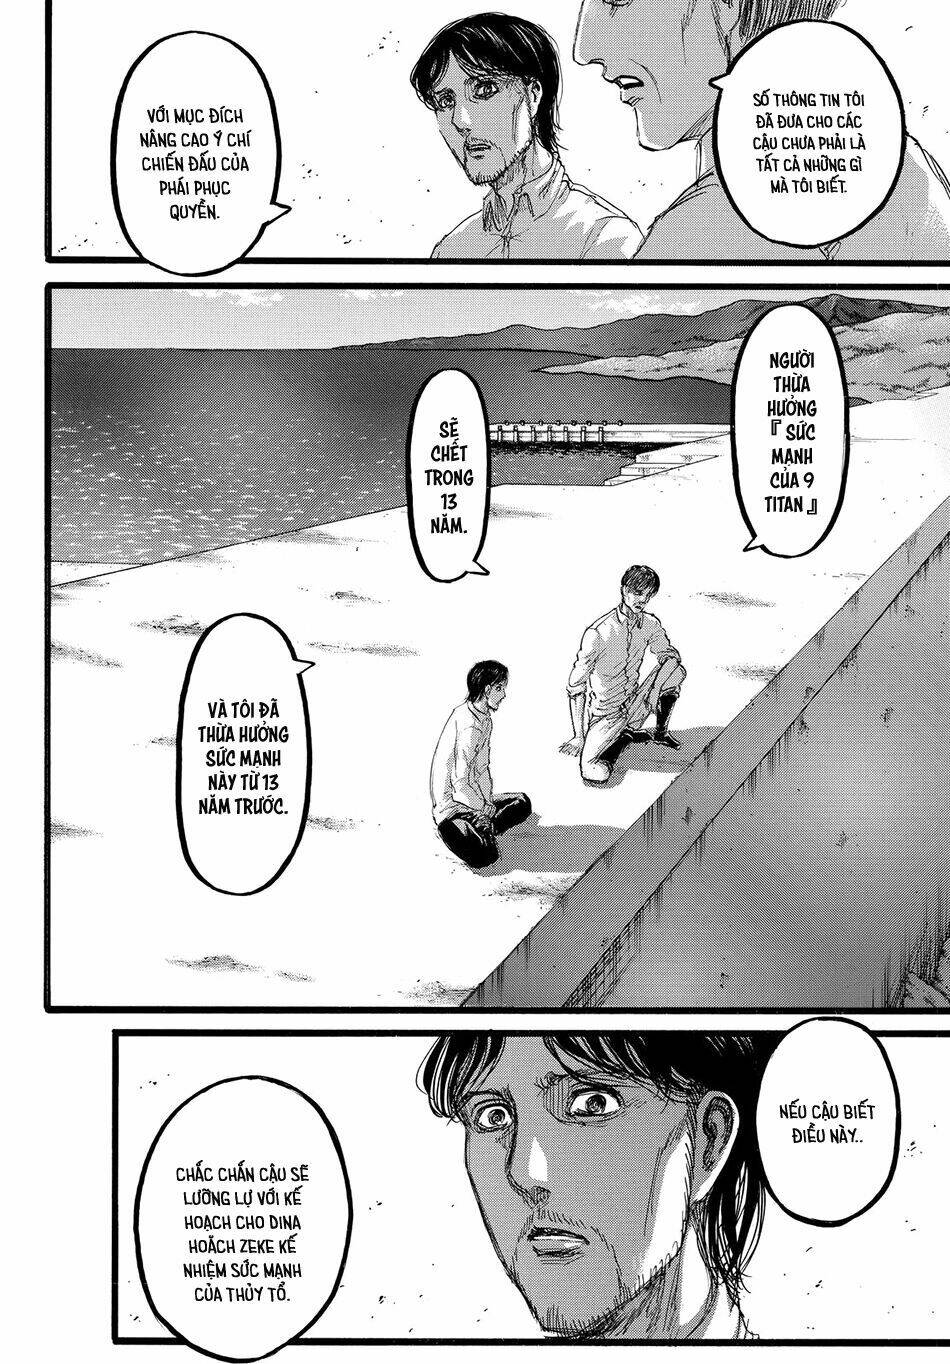 SỐ THÔNG TIN TÔI
ĐÃ ĐƯA CHO CÁC
CẬU CHƯA PHẢI LÀ
TẤT CẢ NHỮNG GÌ
MÀ TÔI BIẾT.
VỚI MỤC ĐÍCH
NÂNG CAO Ý CHÍ
CHIẾN ĐẤU CỦA
PHÁI PHỤC
QUYỀN.
NGƯỜI
THỪA
HƯỞNG
『 SỨC
MẠNH
CỦA 9
TITAN 』
SẼ
CHẾT
TRONG
13
NĂM.
VÀ TÔI ĐÃ
THỪA HƯỞNG
SỨC MẠNH
NÀY TỪ 13
NĂM TRƯỚC.
NẾU CẬU BIẾT
ĐIỀU NÀY..
CHẮC CHẮN CẬU SẼ
LƯỠNG LỰ VỚI KẾ
HOẠCH CHO DINA
HOĂCH ZEKE KẾ
NHIỆM SỨC MẠNH
CỦA THỦY TỔ.